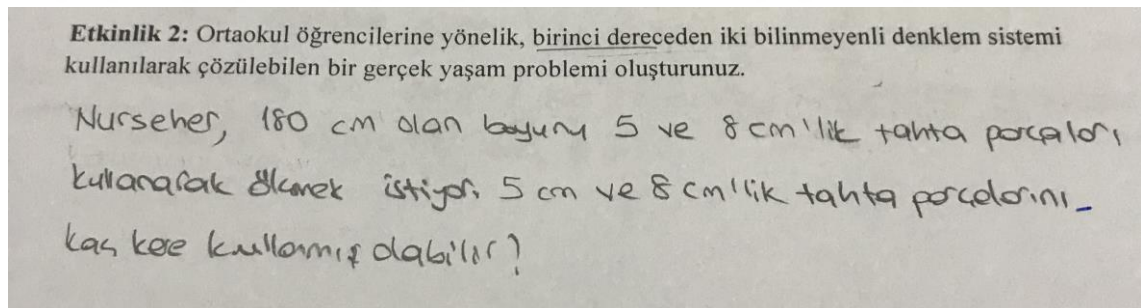 Etkinlik 2: Ortaokul öğrencilerine yönelik, birinci dereceden iki bilinmeyenli denklem sistemi
kullanılarak çözülebilen bir gerçek yaşam problemi oluşturunuz.
Nurseher, 180 cm olan boyunu 5 ve 8 cm'lik tahta parçaları
kullanarak ölçmek istiyor. 5 cm ve 8 cm'lik tahta parçalarını
kaç kere kullanmış olabilir?